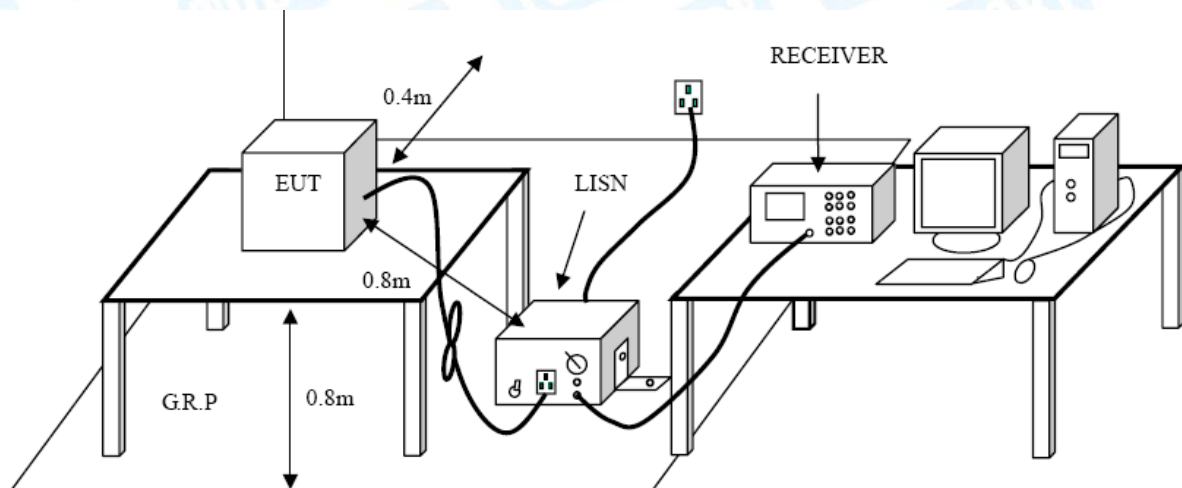 RECEIVER
0.4m
EUT
LISN
0.8m
G.R.P
0.8m